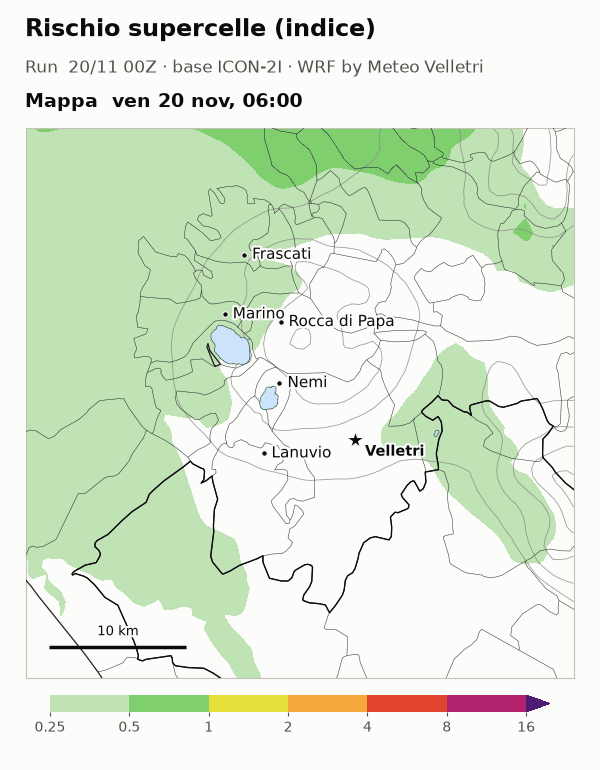 Rischio supercelle (indice)
Run  20/11 00Z · base ICON-2I · WRF by Meteo Velletri
Mappa  ven 20 nov, 06:00
Frascati
Marino
Rocca di Papa
Nemi
Velletri
Lanuvio
10 km
0.25 0.5 1 2 4 8 16